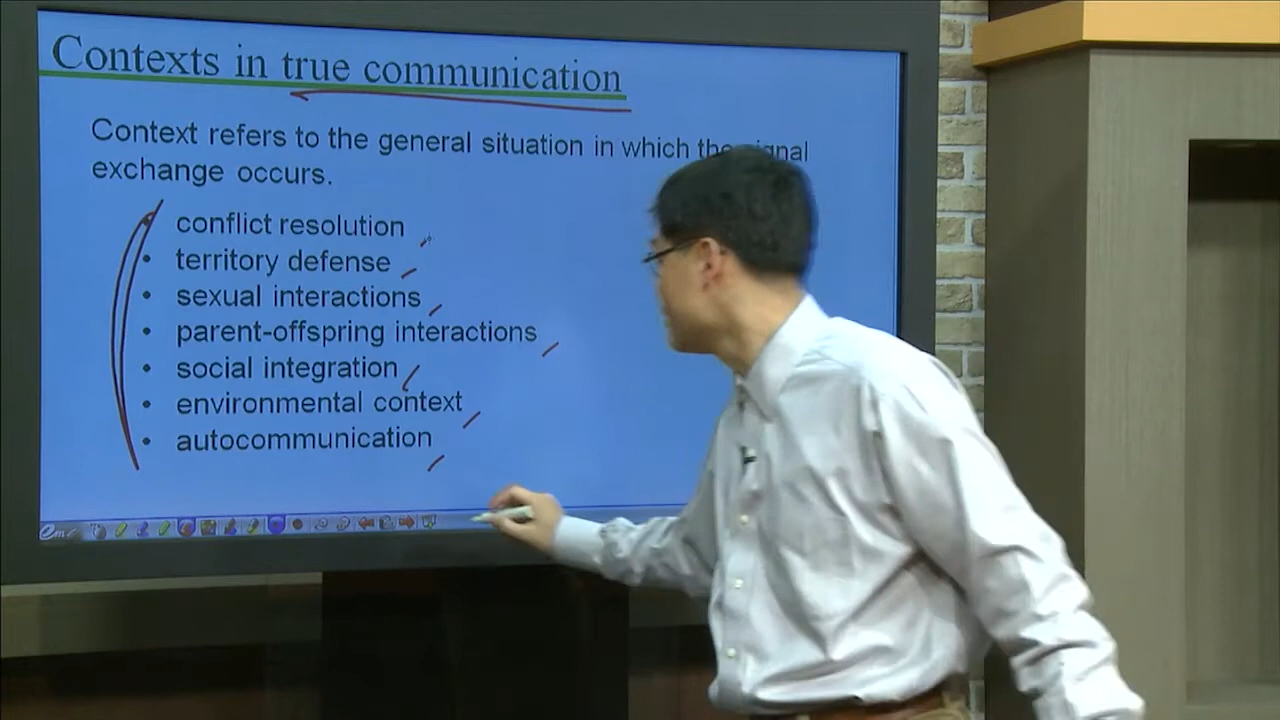 Contexts in true communication
Context refers to the general situation in which the signal
exchange occurs.
conflict resolution
• territory defense
• sexual interactions
• parent-offspring interactions
• social integration
• environmental context
• autocommunication